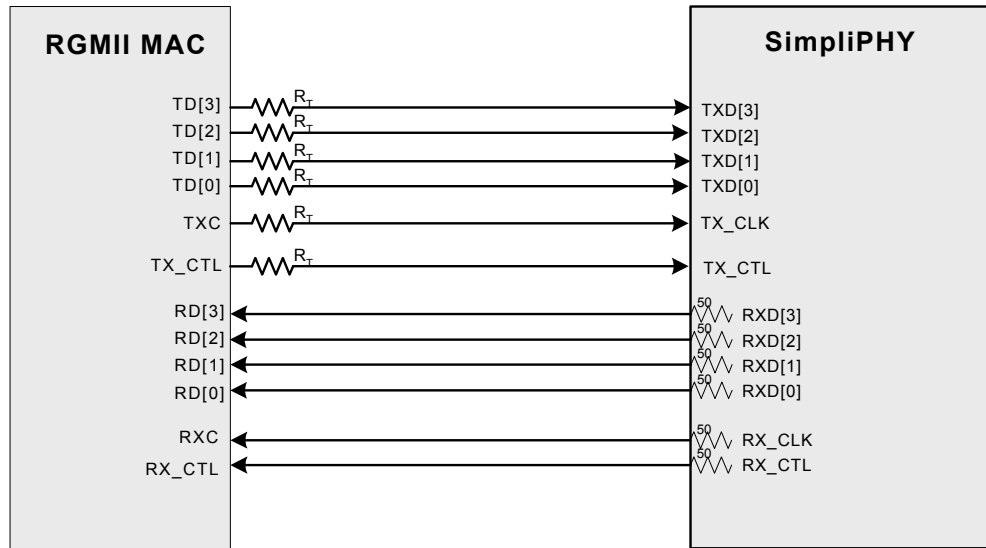 RGMII MAC
SimpliPHY
TD[3] R_T TXD[3]
TD[2] R_T TXD[2]
TD[1] R_T TXD[1]
TD[0] R_T TXD[0]
TXC R_T TX_CLK
TX_CTL R_T TX_CTL
RD[3] 50 RXD[3]
RD[2] 50 RXD[2]
RD[1] 50 RXD[1]
RD[0] 50 RXD[0]
RXC 50 RX_CLK
RX_CTL 50 RX_CTL